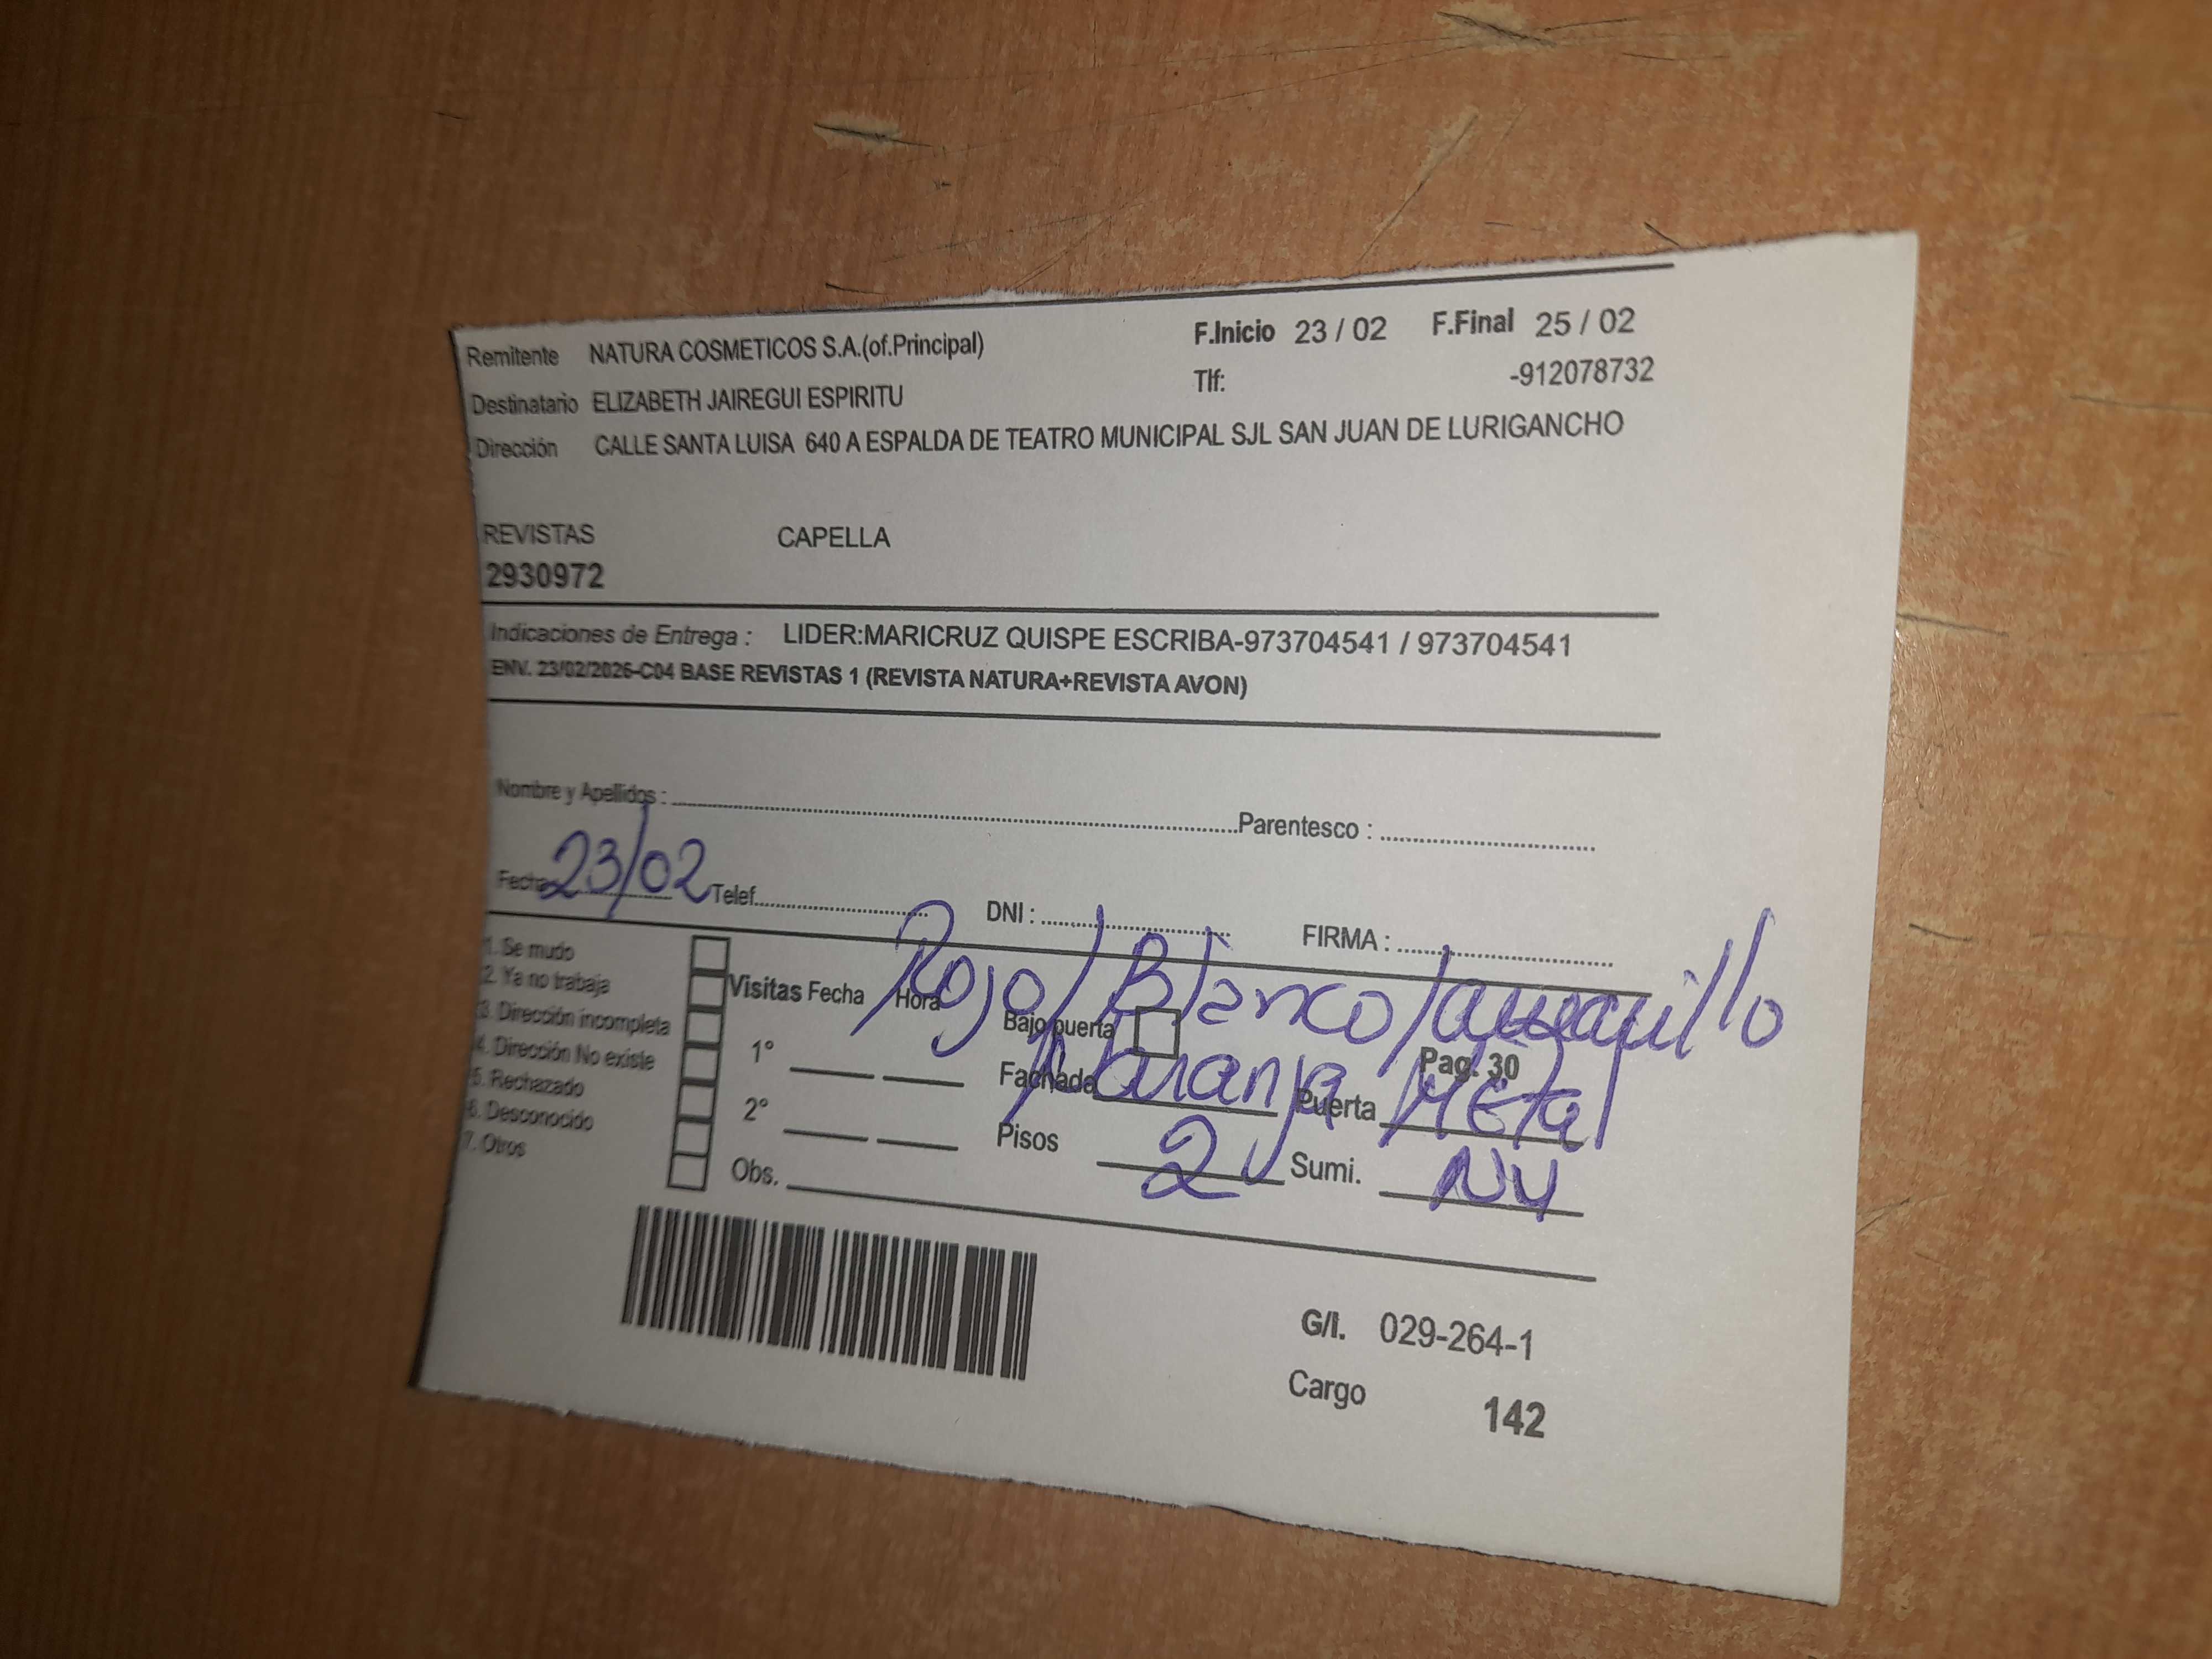 Remitente NATURA COSMETICOS S.A.(of.Principal) F.Inicio 23 / 02 F.Final 25 / 02
Destinatario ELIZABETH JAIREGUI ESPIRITU Tlf: -912078732
Dirección CALLE SANTA LUISA 640 A ESPALDA DE TEATRO MUNICIPAL SJL SAN JUAN DE LURIGANCHO
REVISTAS CAPELLA
2930972
Indicaciones de Entrega : LIDER:MARICRUZ QUISPE ESCRIBA-973704541 / 973704541
ENV. 23/02/2026-C04 BASE REVISTAS 1 (REVISTA NATURA+REVISTA AVON)
Nombre y Apellidos : Parentesco :
Fecha 23/02 Telef. DNI : FIRMA :
1. Se mudo
2. Ya no trabaja
3. Dirección incompleta
4. Dirección No existe
5. Rechazado
6. Desconocido
7. Otros
Visitas Fecha Hora Rojo/Blanco/amarillo
Bajo puerta Pag. 30
1° Fachada Naranja Puerta Metal
2° Pisos 2 Sumi. NV
Obs.
G/I. 029-264-1
Cargo 142